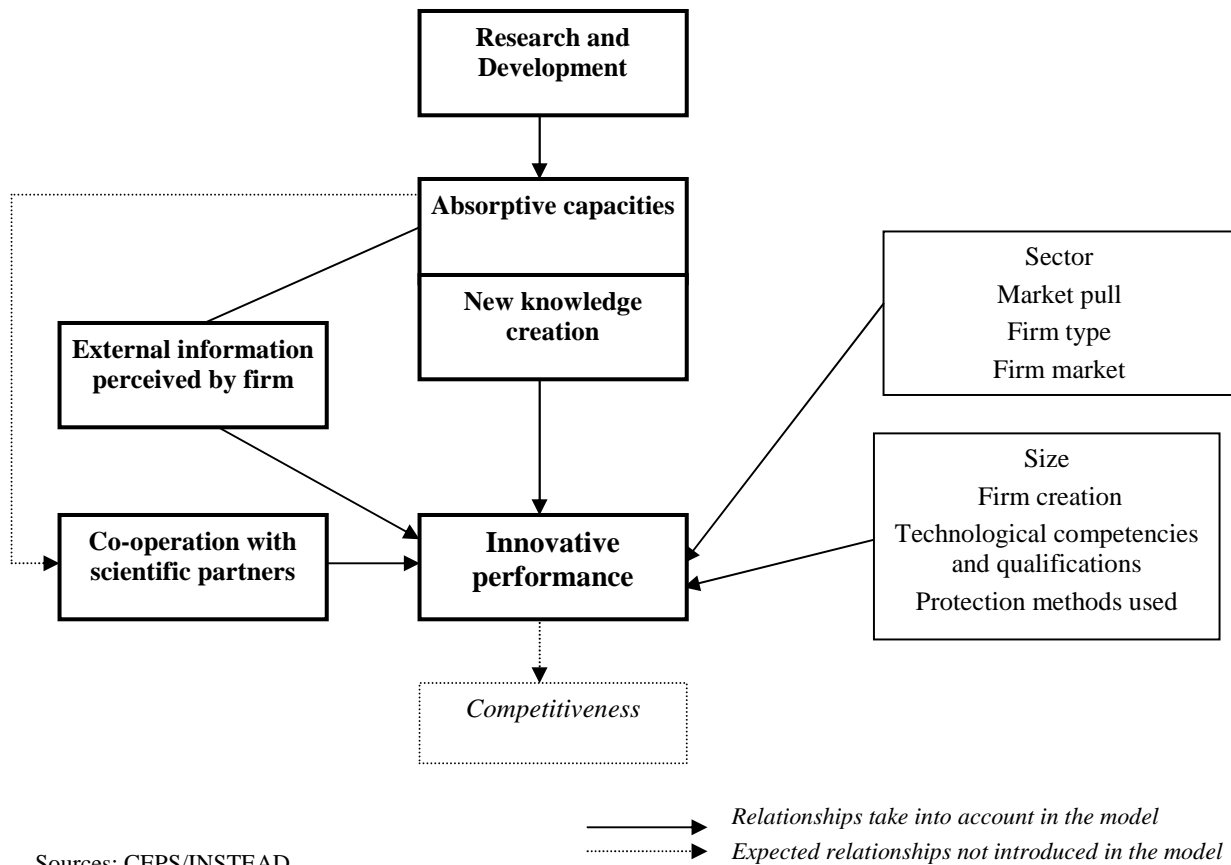 Research and
Development
Absorptive capacities
New knowledge
creation
External information
perceived by firm
Co-operation with
scientific partners
Innovative
performance
Competitiveness
Sector
Market pull
Firm type
Firm market
Size
Firm creation
Technological competencies
and qualifications
Protection methods used
Relationships take into account in the model
Expected relationships not introduced in the model
Sources: CEPS/INSTEAD